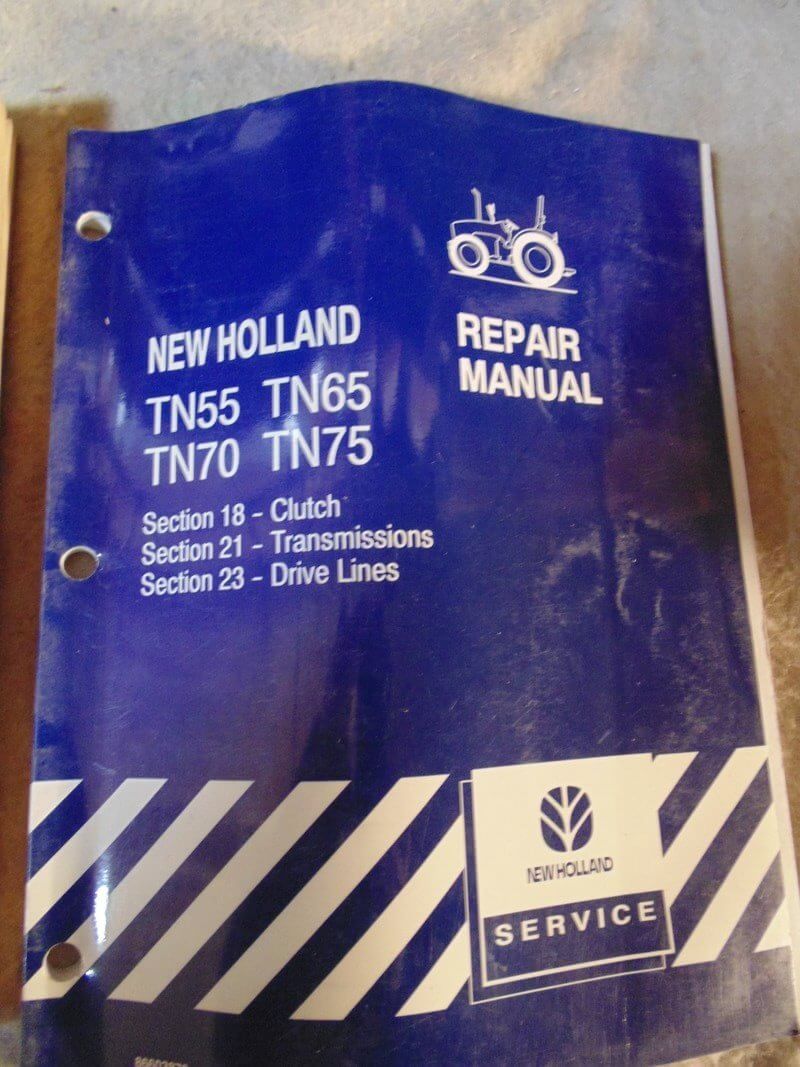 NEW HOLLAND
TN55 TN65
TN70 TN75
Section 18 - Clutch
Section 21 - Transmissions
Section 23 - Drive Lines
REPAIR
MANUAL
NEW HOLLAND
SERVICE